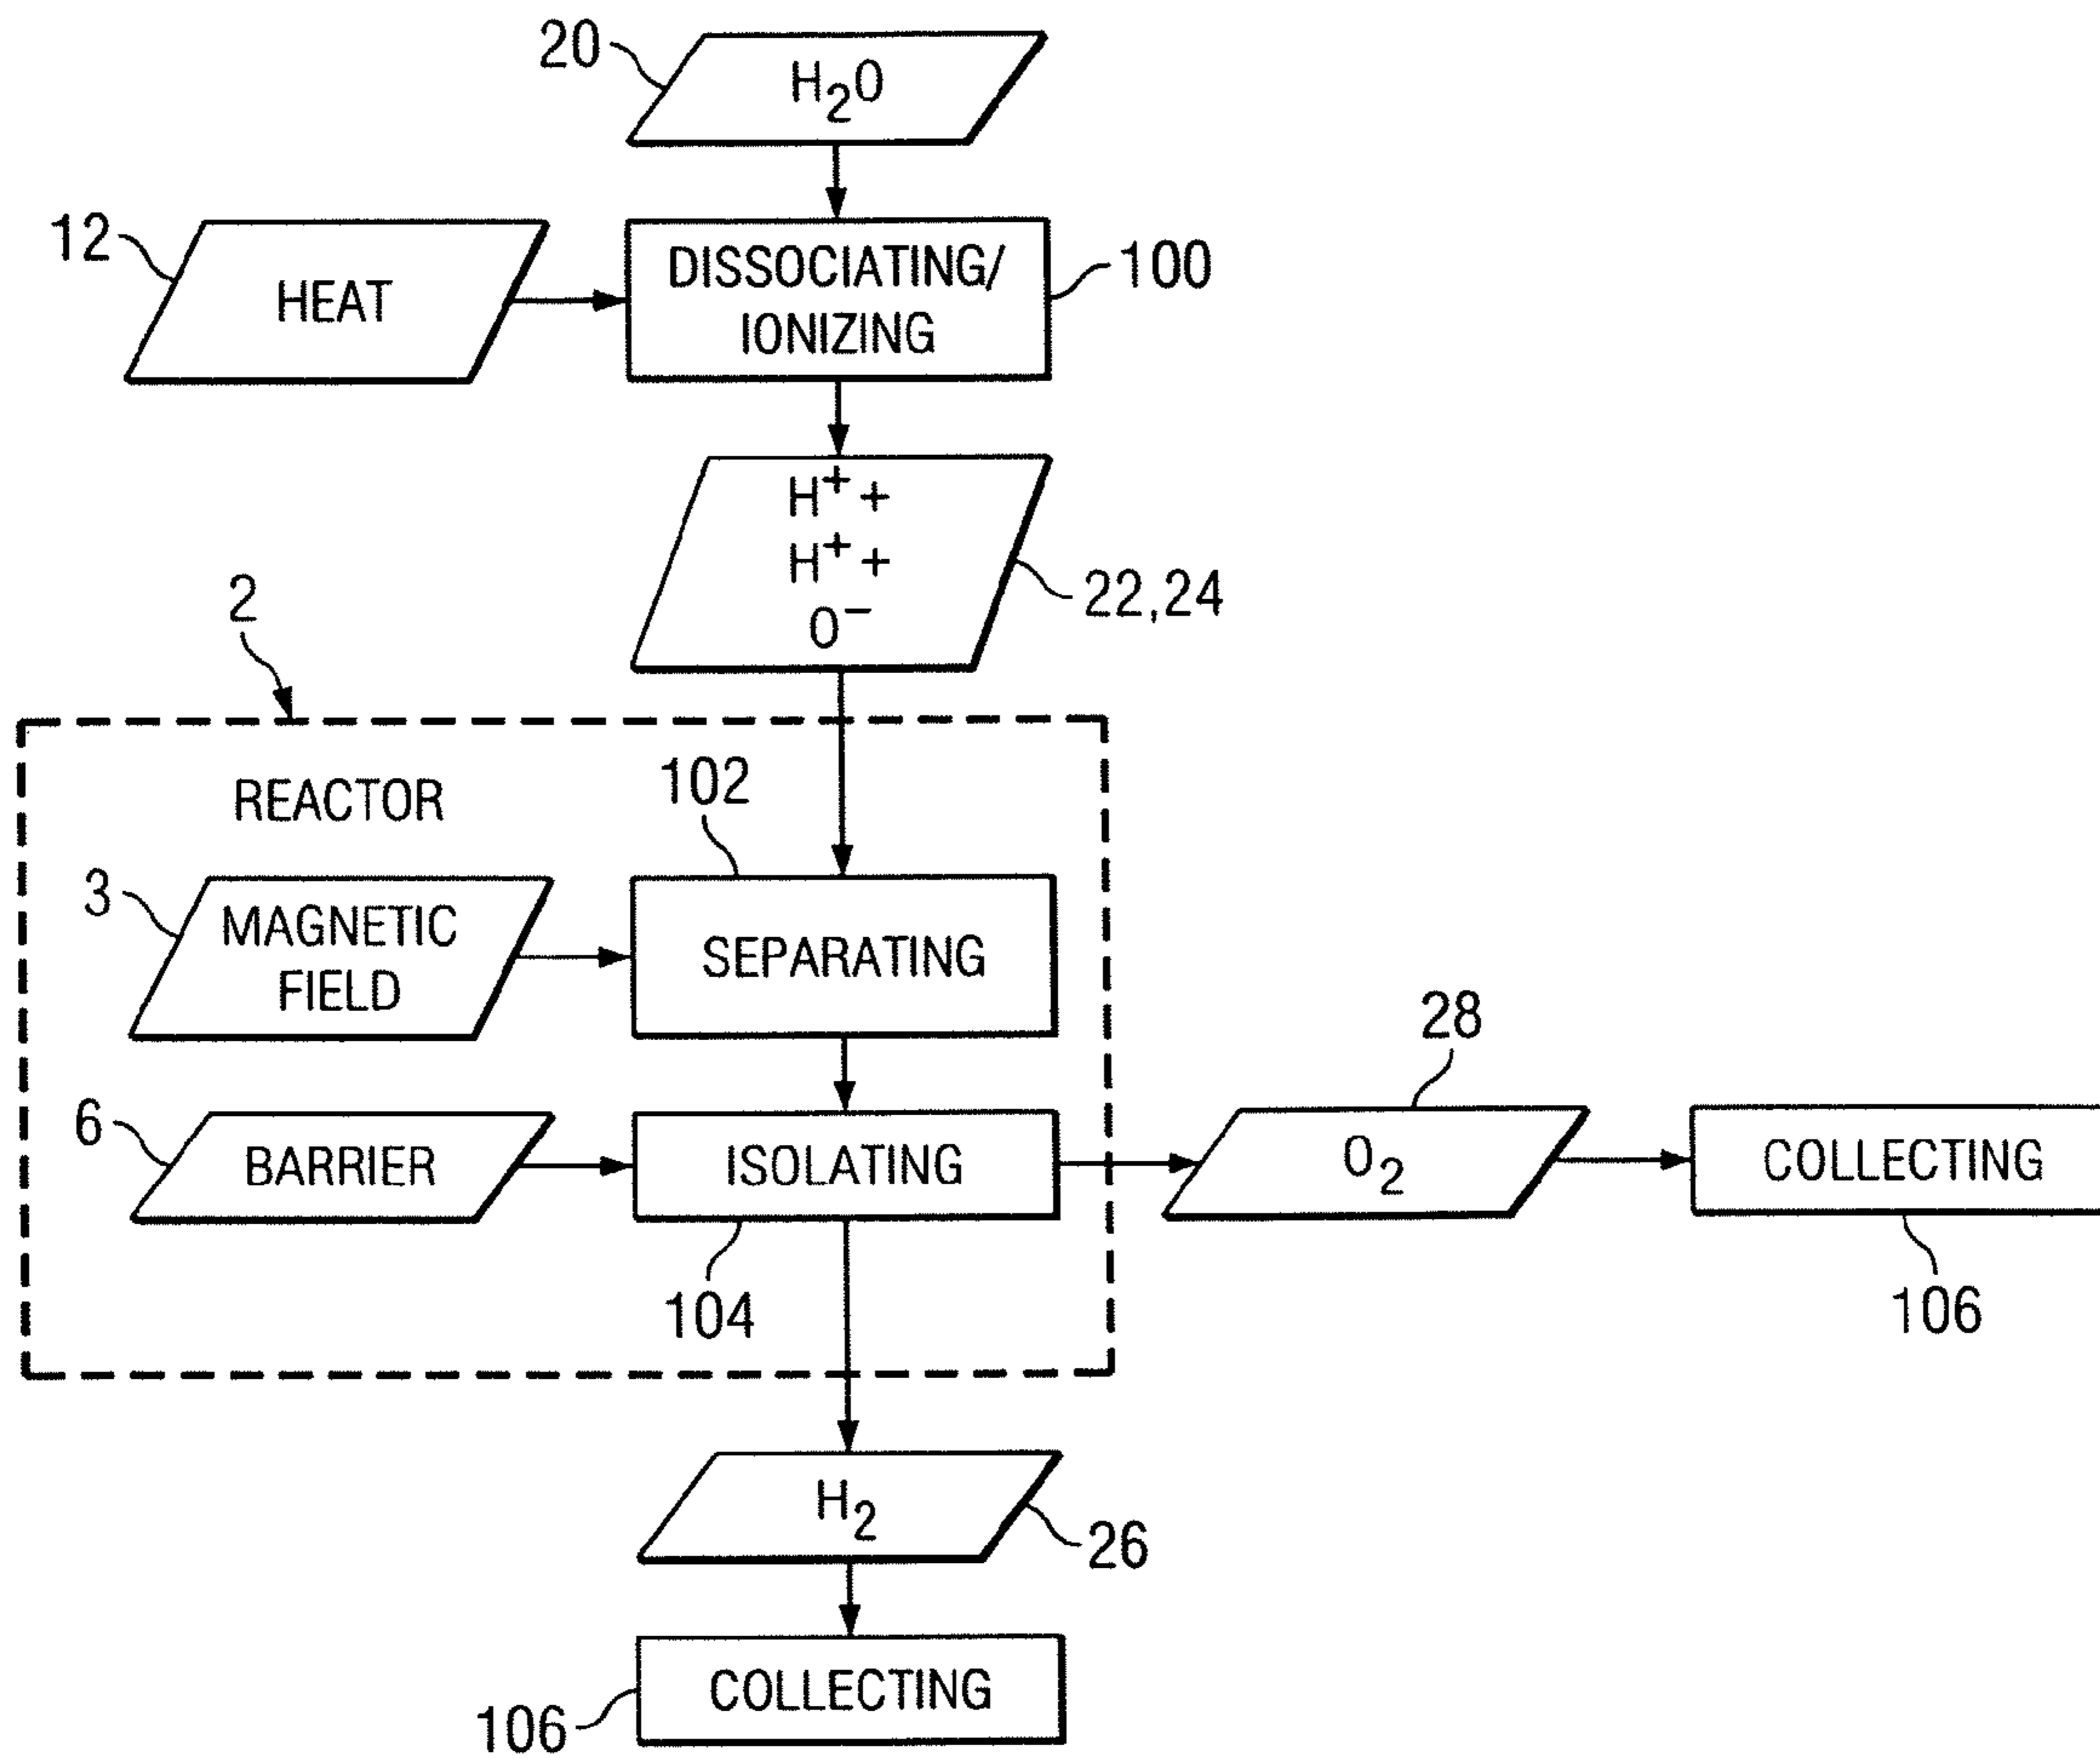 20
H₂O
12
HEAT
DISSOCIATING/
IONIZING
100
H⁺ +
H⁺ +
O⁻
22,24
2
REACTOR
102
3
MAGNETIC
FIELD
SEPARATING
28
6
BARRIER
ISOLATING
O₂
COLLECTING
104
106
H₂
26
COLLECTING
106